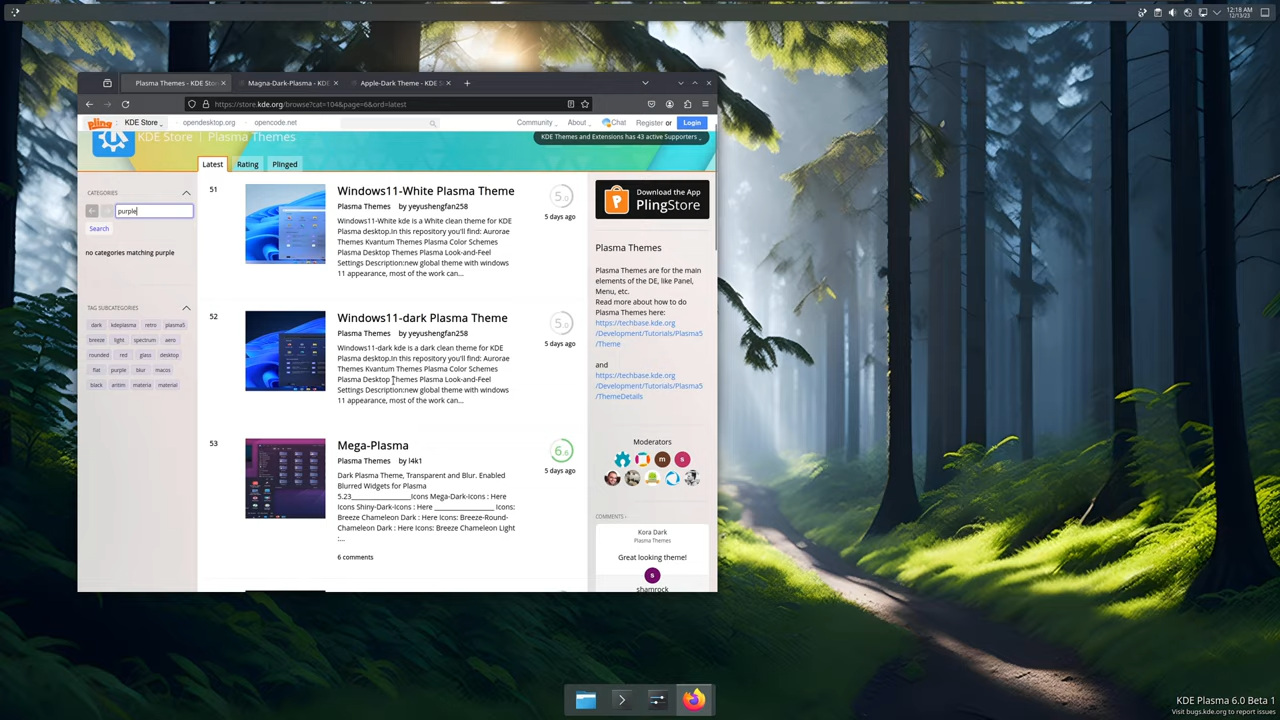 12:18 AM
12/13/23
Plasma Themes - KDE Sto
Magna-Dark-Plasma - KDE
Apple-Dark Theme - KDE S
https://store.kde.org/browse?cat=104&page=6&ord=latest
pling
KDE Store
opendesktop.org
opencode.net
Community
About
Chat
Register or
Login
KDE Store | Plasma Themes
KDE Themes and Extensions has 43 active Supporters
Latest
Rating
Plinged
CATEGORIES
purple
Search
no categories matching purple
TAG SUBCATEGORIES
dark kdeplasma retro plasma5
breeze light spectrum aero
rounded red glass desktop
flat purple blur macos
black aritim materia material
51
Windows11-White Plasma Theme
Plasma Themes by yeyushengfan258
Windows11-White kde is a White clean theme for KDE
Plasma desktop.In this repository you'll find: Aurorae
Themes Kvantum Themes Plasma Color Schemes
Plasma Desktop Themes Plasma Look-and-Feel
Settings Description:new global theme with windows
11 appearance, most of the work can...
5.0
5 days ago
52
Windows11-dark Plasma Theme
Plasma Themes by yeyushengfan258
Windows11-dark kde is a dark clean theme for KDE
Plasma desktop.In this repository you'll find: Aurorae
Themes Kvantum Themes Plasma Color Schemes
Plasma Desktop Themes Plasma Look-and-Feel
Settings Description:new global theme with windows
11 appearance, most of the work can...
5.0
5 days ago
53
Mega-Plasma
Plasma Themes by l4k1
Dark Plasma Theme, Transparent and Blur. Enabled
Blurred Widgets for Plasma
5.23____________________Icons Mega-Dark-Icons : Here
Icons Shiny-Dark-Icons : Here ____________________ Icons:
Breeze Chameleon Dark : Here Icons: Breeze-Round-
Chameleon Dark : Here Icons: Breeze Chameleon Light
:...
6 comments
6.6
5 days ago
Download the App
PlingStore
Plasma Themes
Plasma Themes are for the main
elements of the DE, like Panel,
Menu, etc.
Read more about how to do
Plasma Themes here:
https://techbase.kde.org
/Development/Tutorials/Plasma5
/Theme
and
https://techbase.kde.org
/Development/Tutorials/Plasma5
/ThemeDetails
Moderators
m
s
COMMENTS
Kora Dark
Plasma Themes
Great looking theme!
s
shamrock
KDE Plasma 6.0 Beta 1
Visit bugs.kde.org to report issues